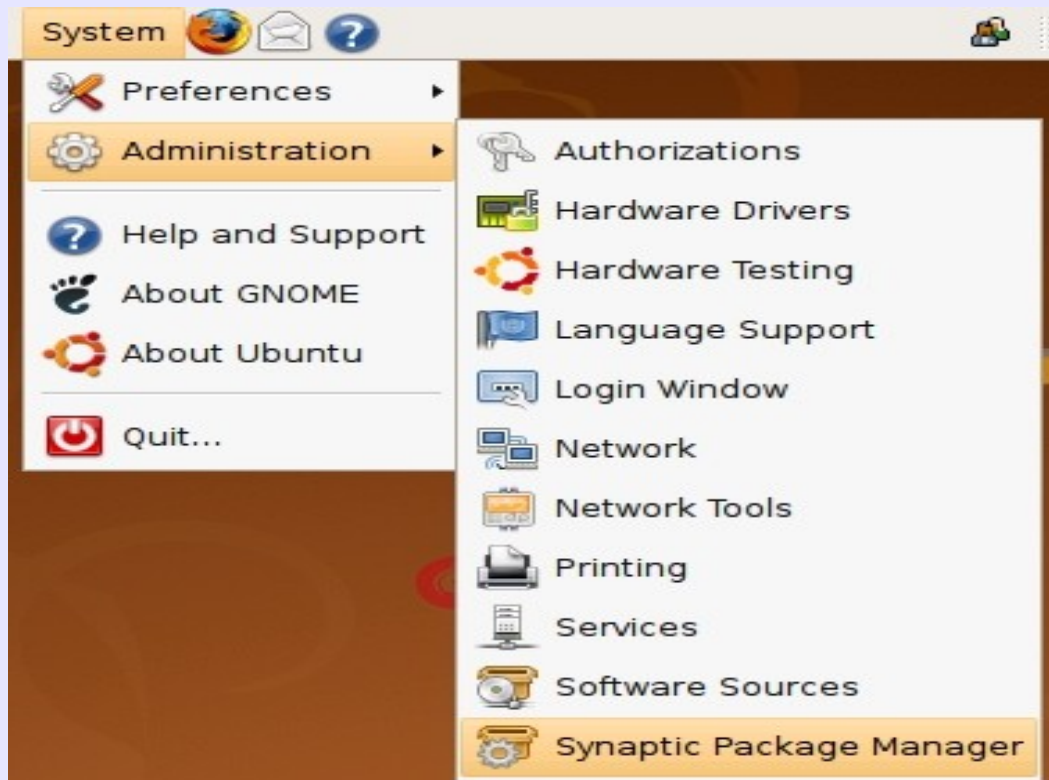 System
Preferences
Administration
Help and Support
About GNOME
About Ubuntu
Quit...
Authorizations
Hardware Drivers
Hardware Testing
Language Support
Login Window
Network
Network Tools
Printing
Services
Software Sources
Synaptic Package Manager